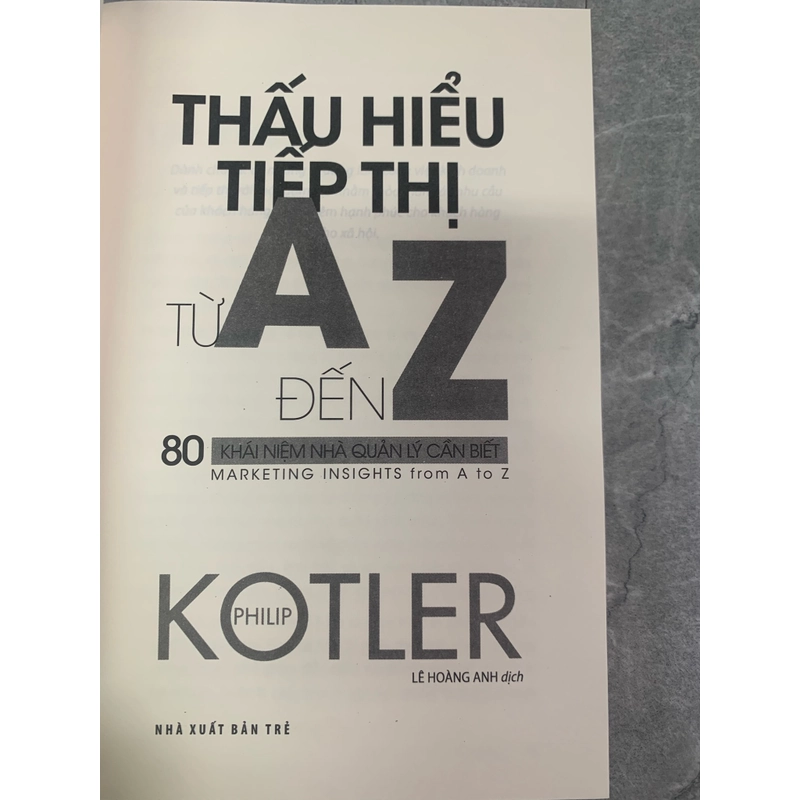 THẤU HIỂU
TIẾP THỊ
TỪ A
ĐẾN Z
80 KHÁI NIỆM NHÀ QUẢN LÝ CẦN BIẾT
MARKETING INSIGHTS from A to Z
PHILIP
KOTLER
LÊ HOÀNG ANH dịch
NHÀ XUẤT BẢN TRẺ